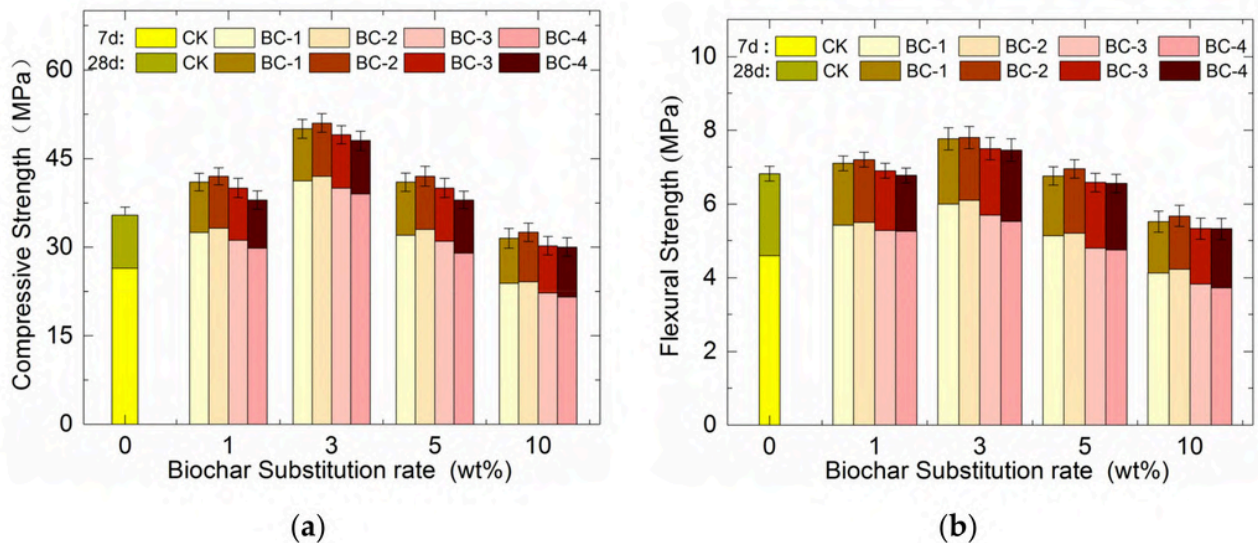 7d: CK BC-1 BC-2 BC-3 BC-4
28d: CK BC-1 BC-2 BC-3 BC-4
Compressive Strength (MPa)
60
45
30
15
0
0 1 3 5 10
Biochar Substitution rate (wt%)
(a)
7d : CK BC-1 BC-2 BC-3 BC-4
28d: CK BC-1 BC-2 BC-3 BC-4
Flexural Strength (MPa)
10
8
6
4
2
0
0 1 3 5 10
Biochar Substitution rate (wt%)
(b)